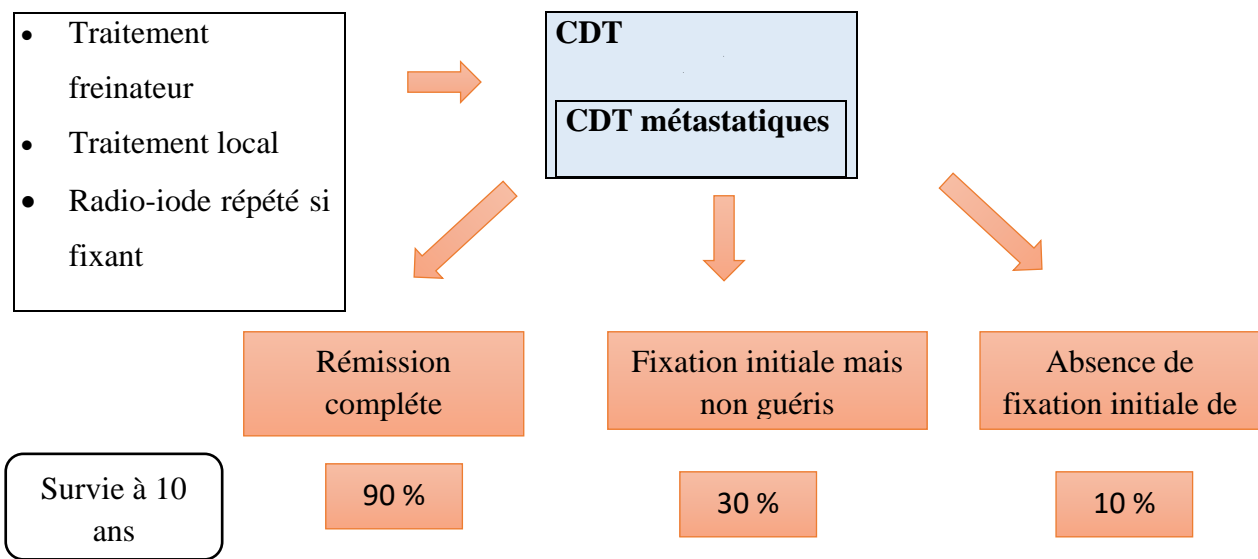 • Traitement
freinateur
• Traitement local
• Radio-iode répété si
fixant
CDT
CDT métastatiques
Rémission
compléte
Fixation initiale mais
non guéris
Absence de
fixation initiale de
Survie à 10
ans
90 %
30 %
10 %